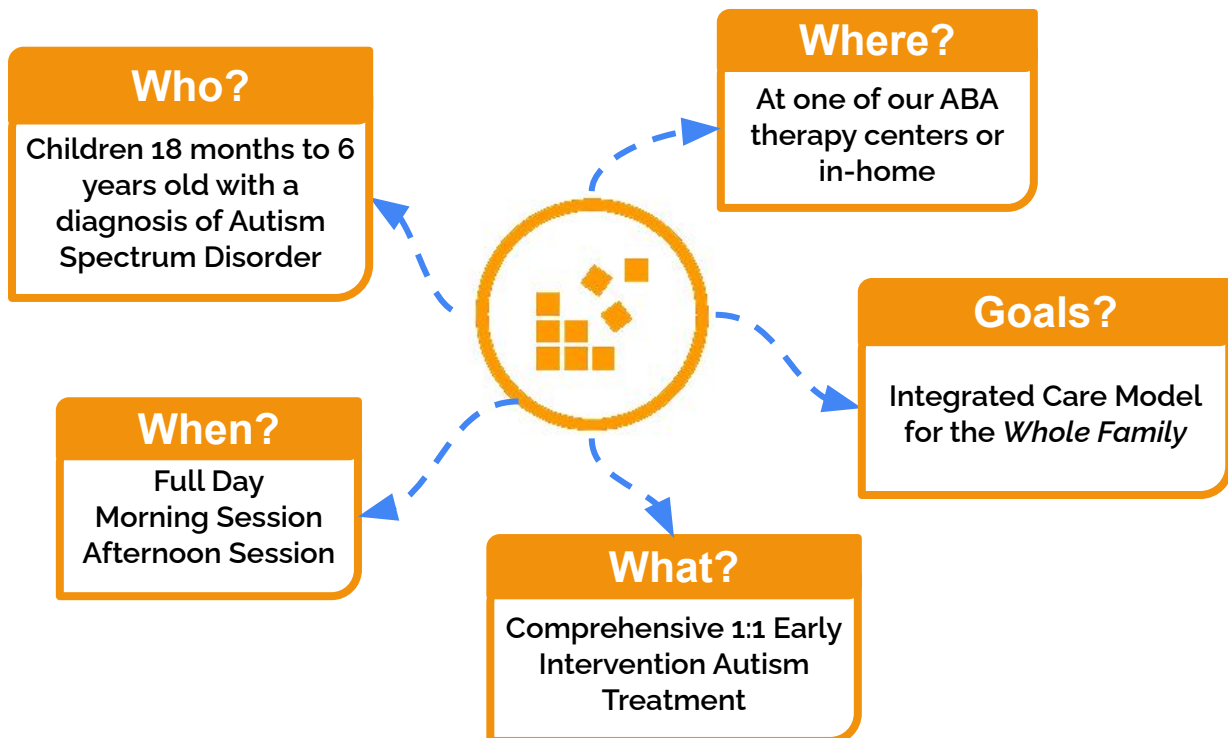 Who?
Children 18 months to 6
years old with a
diagnosis of Autism
Spectrum Disorder
Where?
At one of our ABA
therapy centers or
in-home
Goals?
Integrated Care Model
for the Whole Family
When?
Full Day
Morning Session
Afternoon Session
What?
Comprehensive 1:1 Early
Intervention Autism
Treatment